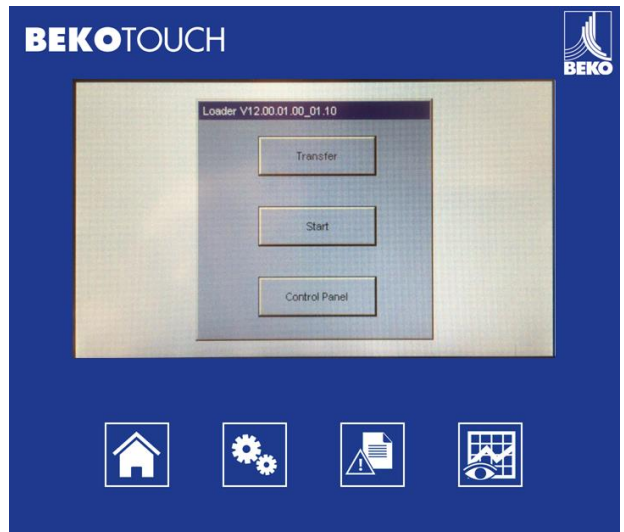 BEKOTOUCH
BEKO
Loader V12.00.01.00_01.10
Transfer
Start
Control Panel